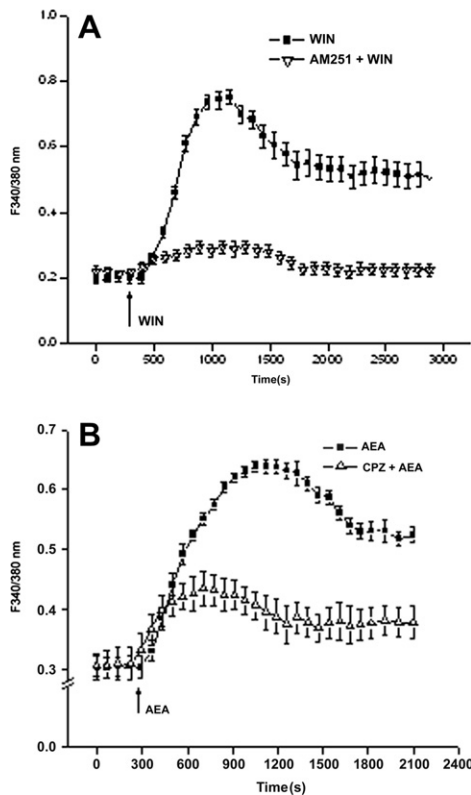 A
WIN
AM251 + WIN
1.0
0.8
0.6
0.4
0.2
0.0
F340/380 nm
WIN
0 500 1000 1500 2000 2500 3000
Time(s)
B
AEA
CPZ + AEA
0.7
0.6
0.5
0.4
0.3
0.0
F340/380 nm
AEA
0 300 600 900 1200 1500 1800 2100 2400
Time(s)